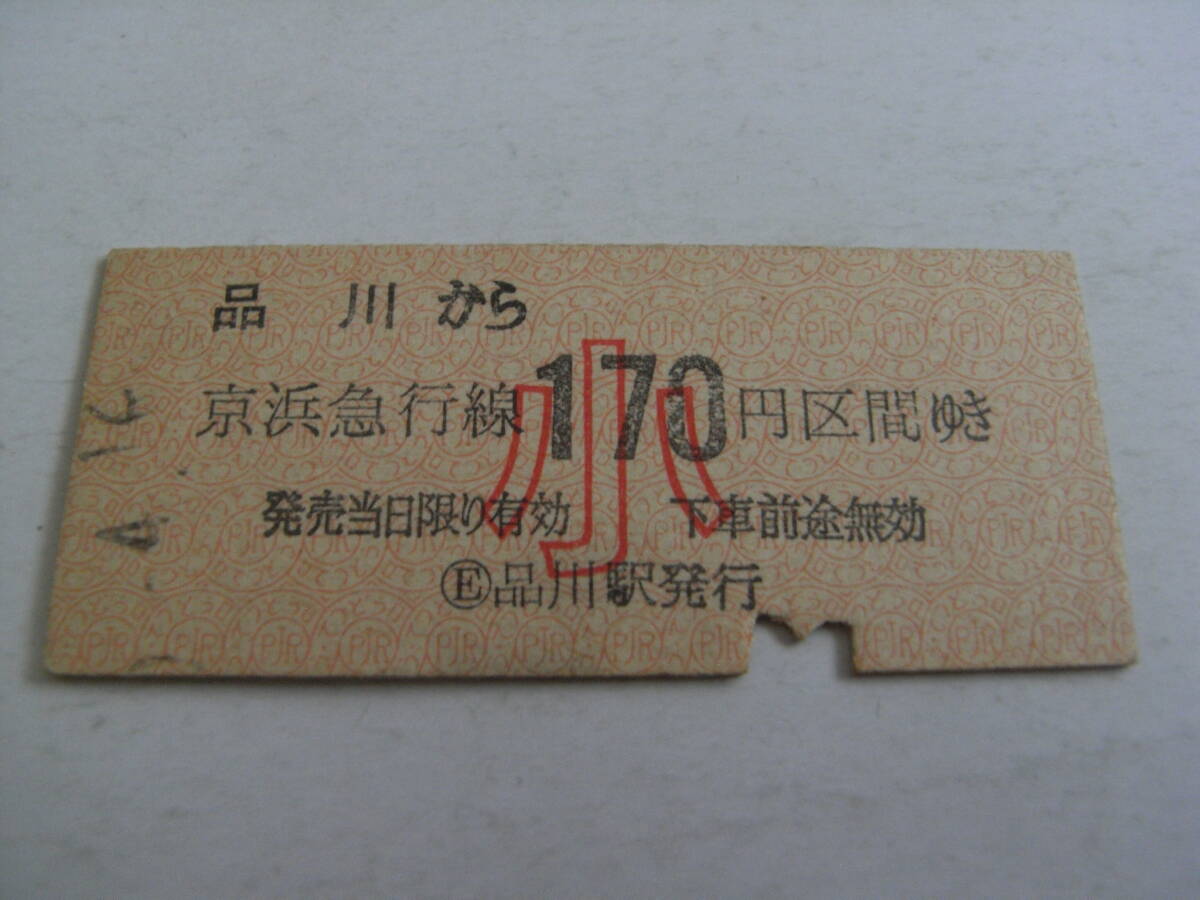 品川から
京浜急行線170円区間ゆき
小
発売当日限り有効 下車前途無効
Ⓔ品川駅発行